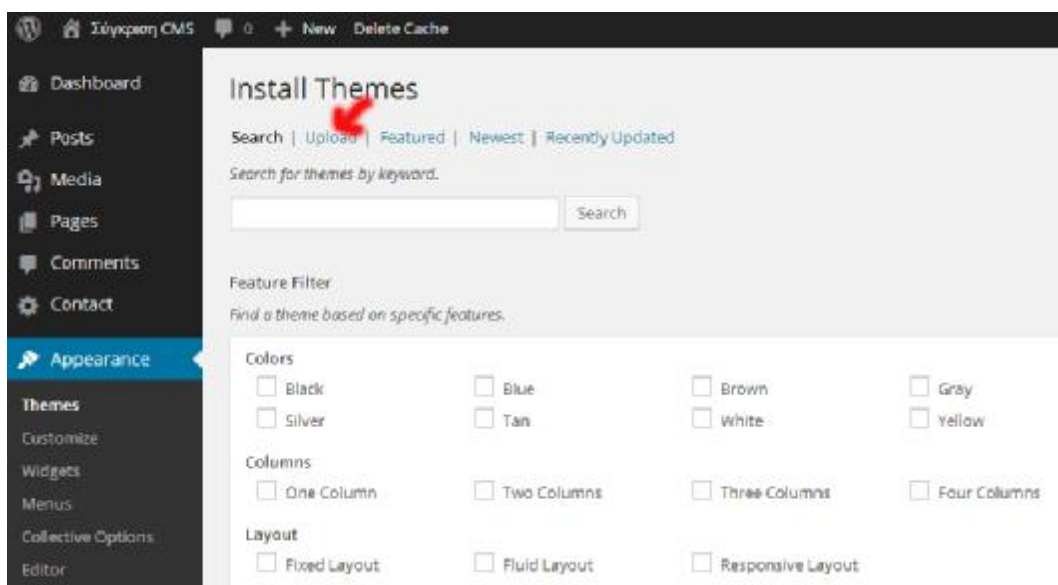 Σύγκριση CMS 0 + New Delete Cache
Dashboard
Posts
Media
Pages
Comments
Contact
Appearance
Themes
Customize
Widgets
Menus
Collective Options
Editor
Install Themes
Search | Upload | Featured | Newest | Recently Updated
Search for themes by keyword.
Search
Feature Filter
Find a theme based on specific features.
Colors
Black Blue Brown Gray
Silver Tan White Yellow
Columns
One Column Two Columns Three Columns Four Columns
Layout
Fixed Layout Fluid Layout Responsive Layout